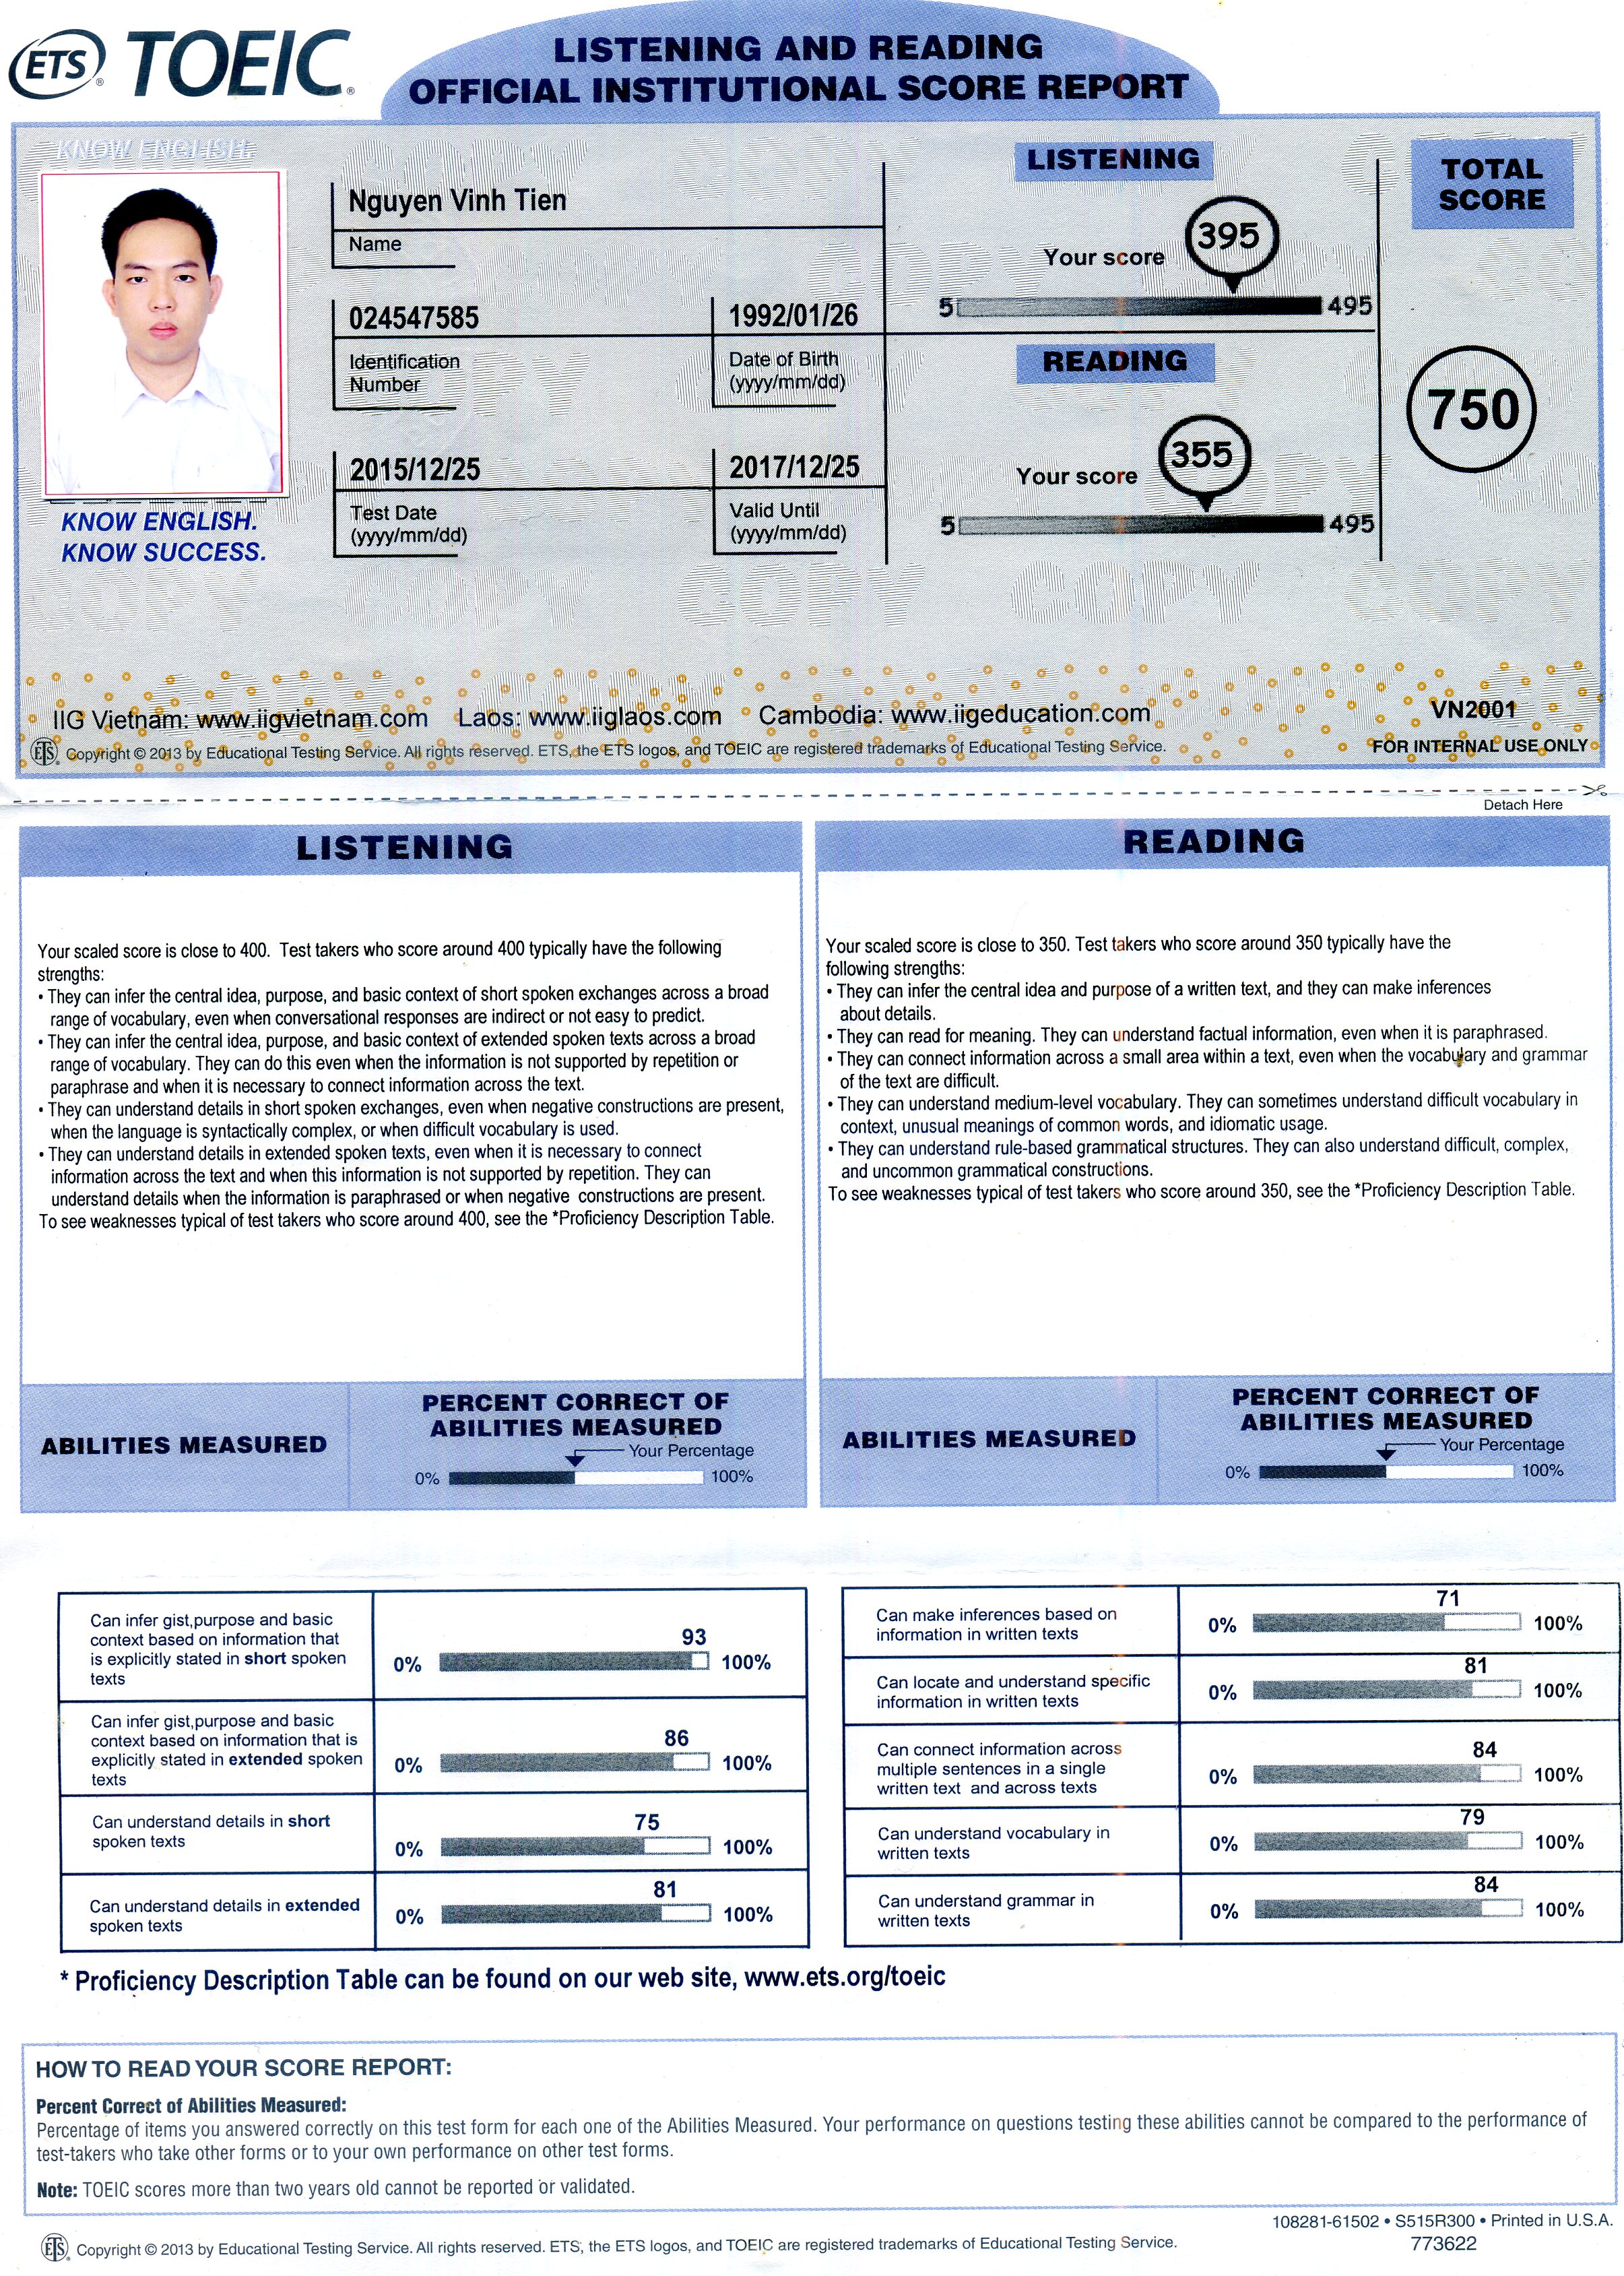 ETS® TOEIC®
LISTENING AND READING
OFFICIAL INSTITUTIONAL SCORE REPORT
KNOW ENGLISH.
Nguyen Vinh Tien
Name
024547585
Identification
Number
1992/01/26
Date of Birth
(yyyy/mm/dd)
2015/12/25
Test Date
(yyyy/mm/dd)
2017/12/25
Valid Until
(yyyy/mm/dd)
KNOW ENGLISH.
KNOW SUCCESS.
LISTENING
Your score
395
5
495
READING
Your score
355
5
495
TOTAL
SCORE
750
COPY COPY COPY COPY COPY
IIG Vietnam: www.iigvietnam.com Laos: www.iiglaos.com Cambodia: www.iigeducation.com
VN2001
ETS® Copyright © 2013 by Educational Testing Service. All rights reserved. ETS, the ETS logos, and TOEIC are registered trademarks of Educational Testing Service.
FOR INTERNAL USE ONLY
Detach Here
LISTENING
Your scaled score is close to 400. Test takers who score around 400 typically have the following
strengths:
• They can infer the central idea, purpose, and basic context of short spoken exchanges across a broad
range of vocabulary, even when conversational responses are indirect or not easy to predict.
• They can infer the central idea, purpose, and basic context of extended spoken texts across a broad
range of vocabulary. They can do this even when the information is not supported by repetition or
paraphrase and when it is necessary to connect information across the text.
• They can understand details in short spoken exchanges, even when negative constructions are present,
when the language is syntactically complex, or when difficult vocabulary is used.
• They can understand details in extended spoken texts, even when it is necessary to connect
information across the text and when this information is not supported by repetition. They can
understand details when the information is paraphrased or when negative constructions are present.
To see weaknesses typical of test takers who score around 400, see the *Proficiency Description Table.
READING
Your scaled score is close to 350. Test takers who score around 350 typically have the
following strengths:
• They can infer the central idea and purpose of a written text, and they can make inferences
about details.
• They can read for meaning. They can understand factual information, even when it is paraphrased.
• They can connect information across a small area within a text, even when the vocabulary and grammar
of the text are difficult.
• They can understand medium-level vocabulary. They can sometimes understand difficult vocabulary in
context, unusual meanings of common words, and idiomatic usage.
• They can understand rule-based grammatical structures. They can also understand difficult, complex,
and uncommon grammatical constructions.
To see weaknesses typical of test takers who score around 350, see the *Proficiency Description Table.
ABILITIES MEASURED
PERCENT CORRECT OF
ABILITIES MEASURED
Your Percentage
0% 100%
ABILITIES MEASURED
PERCENT CORRECT OF
ABILITIES MEASURED
Your Percentage
0% 100%
Can infer gist,purpose and basic
context based on information that
is explicitly stated in short spoken
texts
0% 93 100%
Can infer gist,purpose and basic
context based on information that is
explicitly stated in extended spoken
texts
0% 86 100%
Can understand details in short
spoken texts
0% 75 100%
Can understand details in extended
spoken texts
0% 81 100%
Can make inferences based on
information in written texts
0% 71 100%
Can locate and understand specific
information in written texts
0% 81 100%
Can connect information across
multiple sentences in a single
written text and across texts
0% 84 100%
Can understand vocabulary in
written texts
0% 79 100%
Can understand grammar in
written texts
0% 84 100%
* Proficiency Description Table can be found on our web site, www.ets.org/toeic
HOW TO READ YOUR SCORE REPORT:
Percent Correct of Abilities Measured:
Percentage of items you answered correctly on this test form for each one of the Abilities Measured. Your performance on questions testing these abilities cannot be compared to the performance of
test-takers who take other forms or to your own performance on other test forms.
Note: TOEIC scores more than two years old cannot be reported or validated.
108281-61502 • S515R300 • Printed in U.S.A.
773622
ETS® Copyright © 2013 by Educational Testing Service. All rights reserved. ETS, the ETS logos, and TOEIC are registered trademarks of Educational Testing Service.